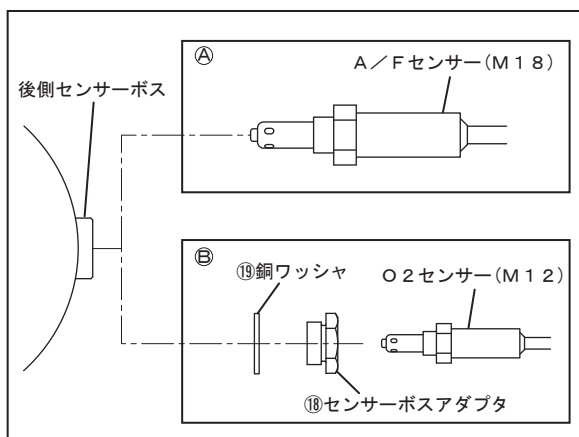 後側センサーボス
Ⓐ
A/Fセンサー(M18)
Ⓑ
⑲銅ワッシャ
O2センサー(M12)
⑱センサーボスアダプタ